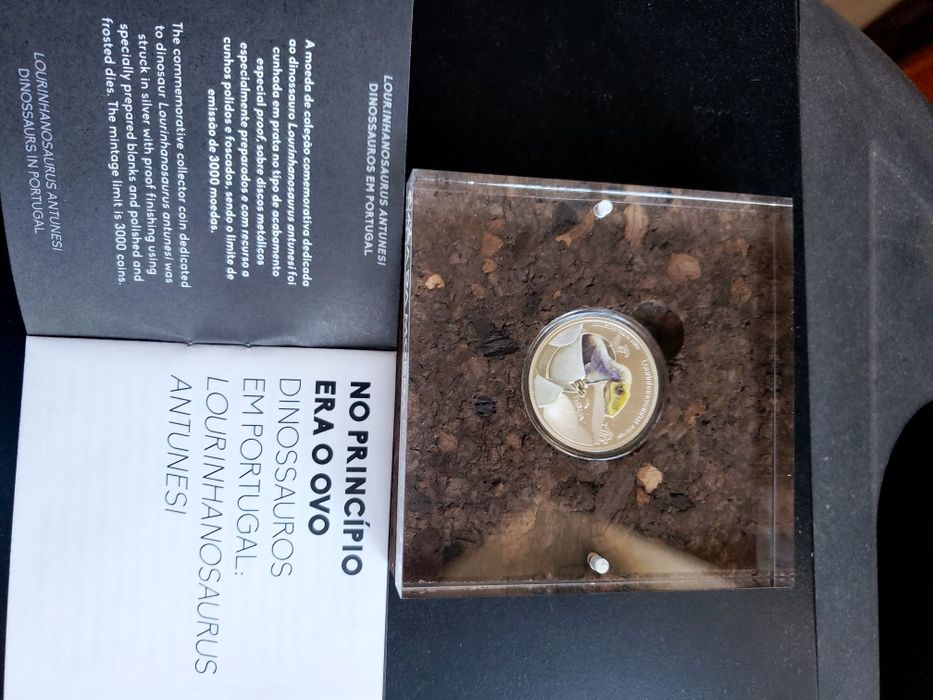 LOURINHANOSAURUS ANTUNESI
DINOSSAUROS EM PORTUGAL
A moeda de coleção comemorativa dedicada
ao dinossauro Lourinhanosaurus antunesi foi
cunhada em prata no tipo de acabamento
especial proof, sobre discos metálicos
especialmente preparados e com recurso a
cunhos polidos e foscados, sendo o limite de
emissão de 3000 moedas.
The commemorative collector coin dedicated
to dinosaur Lourinhanosaurus antunesi was
struck in silver with proof finishing using
specially prepared blanks and polished and
frosted dies. The mintage limit is 3000 coins.
LOURINHANOSAURUS ANTUNESI
DINOSSAURS IN PORTUGAL
NO PRINCÍPIO
ERA O OVO
DINOSSAUROS
EM PORTUGAL:
LOURINHANOSAURUS
ANTUNESI
Lourinhanosaurus